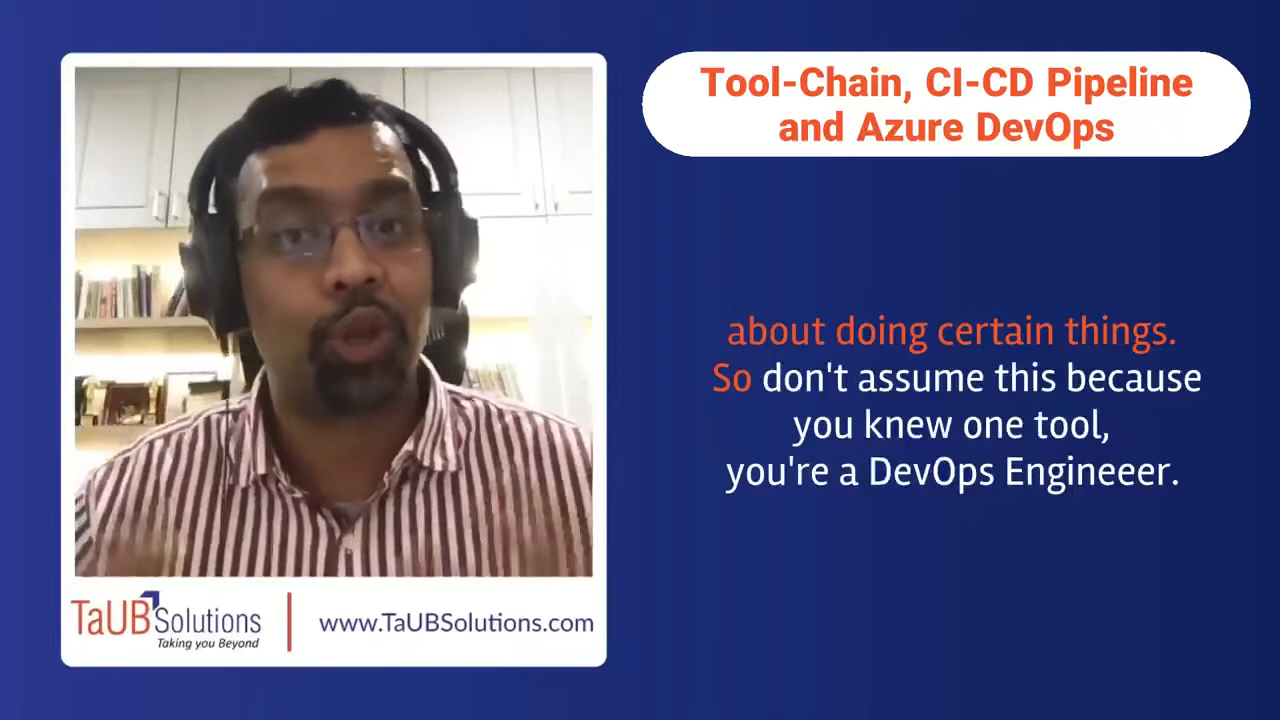 Tool-Chain, CI-CD Pipeline
and Azure DevOps
about doing certain things.
So don't assume this because
you knew one tool,
you're a DevOps Engineeer.
TaUB Solutions
Taking you Beyond
www.TaUBSolutions.com